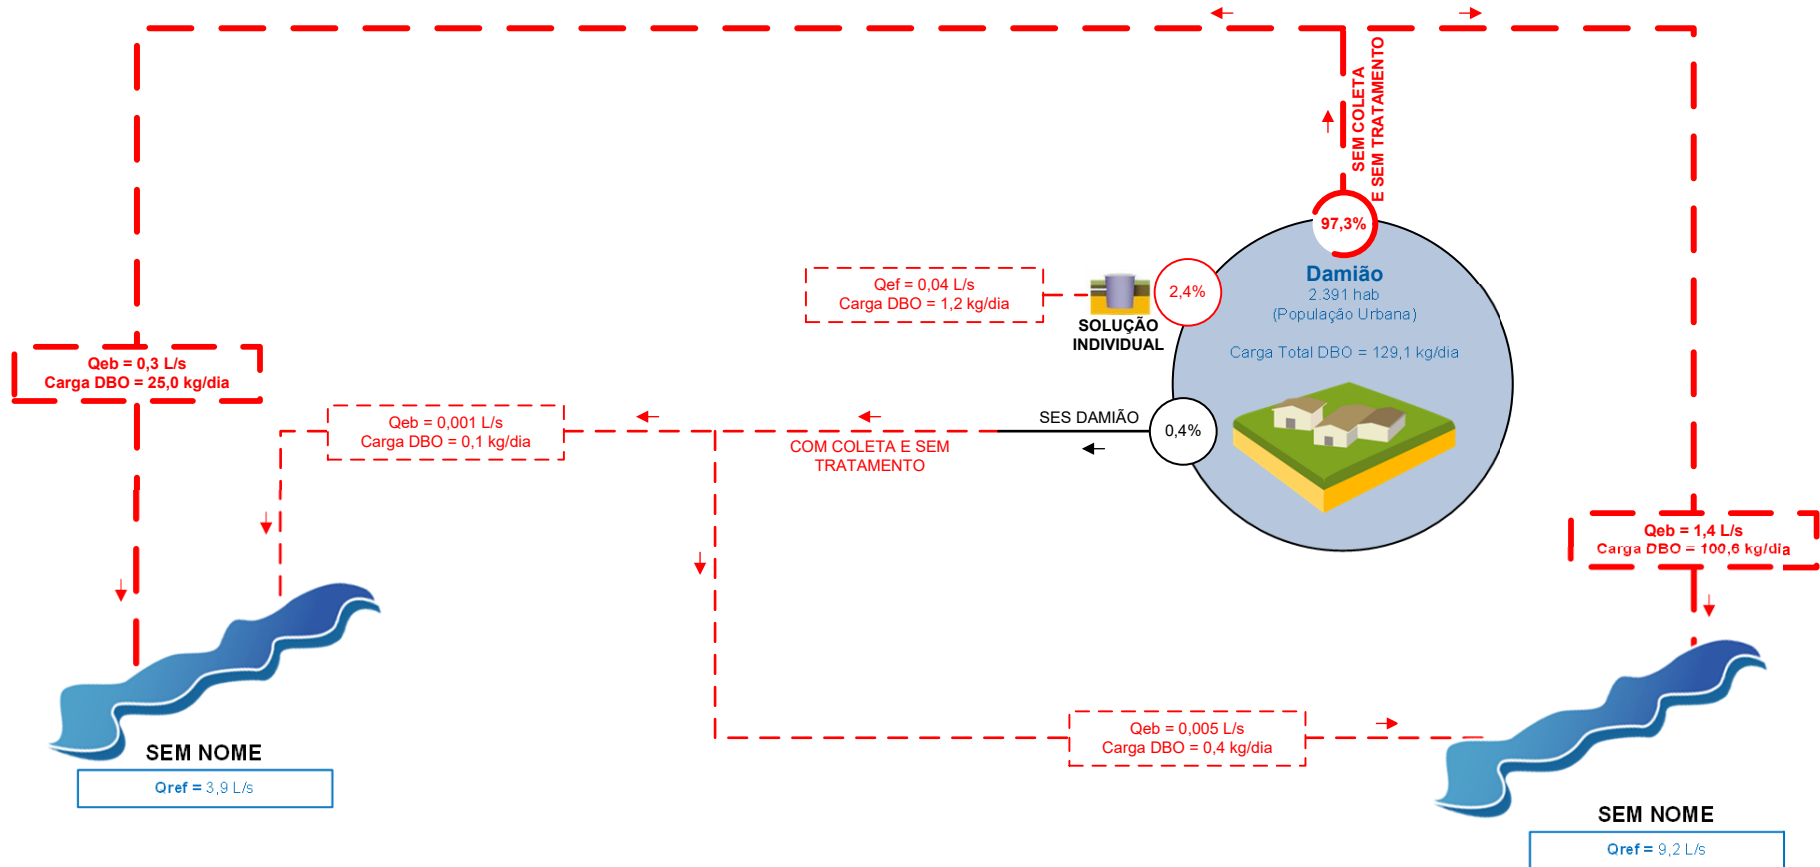 SEM COLETA
E SEM TRATAMENTO
97,3%
Damião
2.391 hab
(População Urbana)
Carga Total DBO = 129,1 kg/dia
2,4%
SOLUÇÃO
INDIVIDUAL
Qef = 0,04 L/s
Carga DBO = 1,2 kg/dia
Qeb = 0,3 L/s
Carga DBO = 25,0 kg/dia
Qeb = 0,001 L/s
Carga DBO = 0,1 kg/dia
COM COLETA E SEM
TRATAMENTO
SES DAMIÃO
0,4%
Qeb = 1,4 L/s
Carga DBO = 100,6 kg/dia
Qeb = 0,005 L/s
Carga DBO = 0,4 kg/dia
SEM NOME
Qref = 3,9 L/s
SEM NOME
Qref = 9,2 L/s